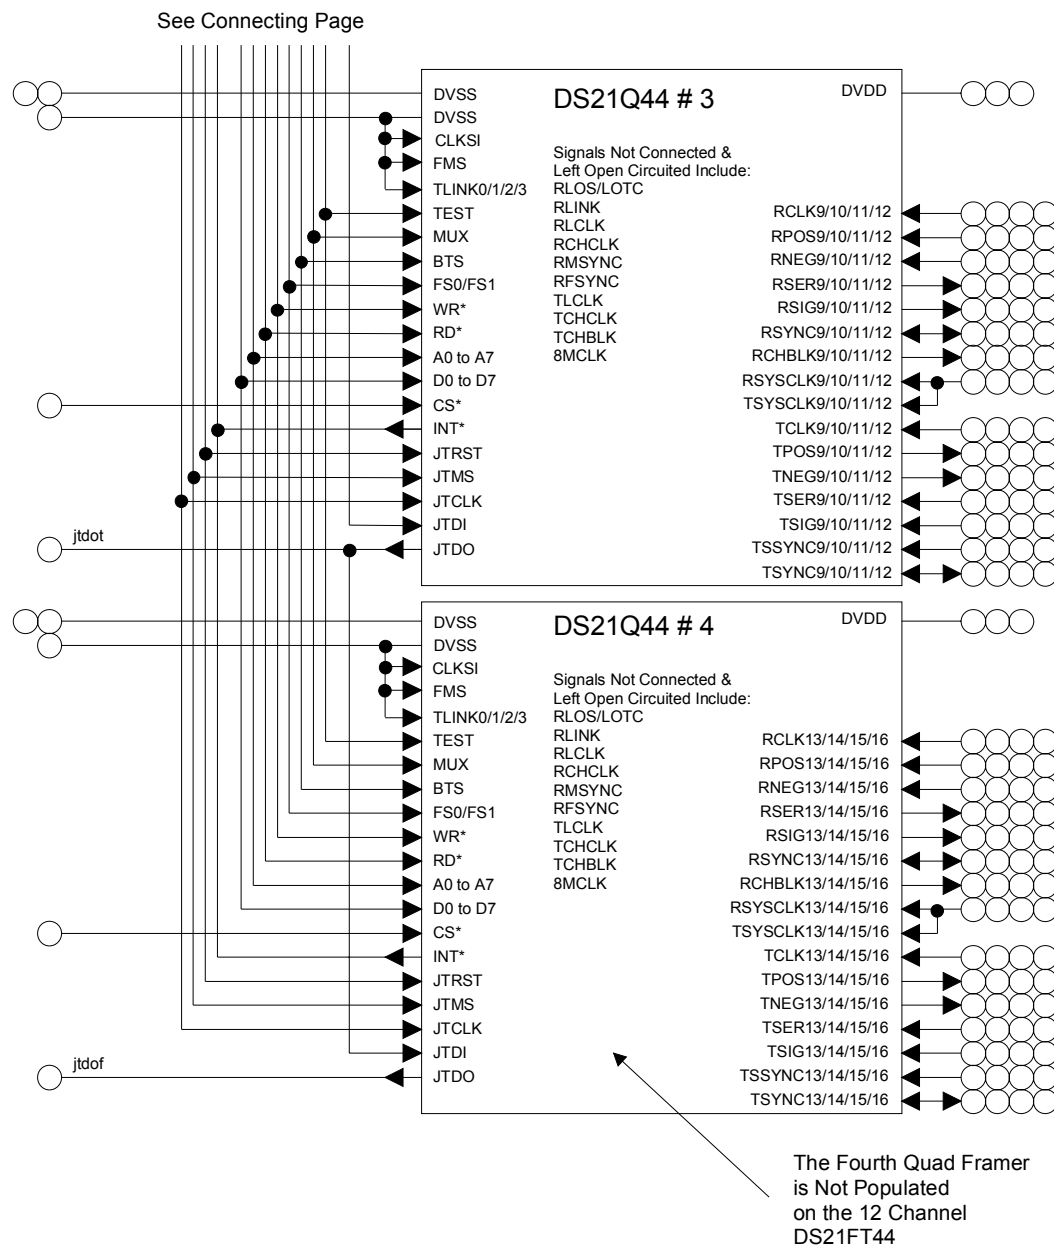 See Connecting Page
DS21Q44 # 3
DVSS
DVSS
CLKSI
FMS
TLINK0/1/2/3
TEST
MUX
BTS
FS0/FS1
WR*
RD*
A0 to A7
D0 to D7
CS*
INT*
JTRST
JTMS
JTCLK
JTDI
JTDO
jtdot
Signals Not Connected &
Left Open Circuited Include:
RLOS/LOTC
RLINK
RLCLK
RCHCLK
RMSYNC
RFSYNC
TLCLK
TCHCLK
TCHBLK
8MCLK
DVDD
RCLK9/10/11/12
RPOS9/10/11/12
RNEG9/10/11/12
RSER9/10/11/12
RSIG9/10/11/12
RSYNC9/10/11/12
RCHBLK9/10/11/12
RSYSCLK9/10/11/12
TSYSCLK9/10/11/12
TCLK9/10/11/12
TPOS9/10/11/12
TNEG9/10/11/12
TSER9/10/11/12
TSIG9/10/11/12
TSSYNC9/10/11/12
TSYNC9/10/11/12
DS21Q44 # 4
DVSS
DVSS
CLKSI
FMS
TLINK0/1/2/3
TEST
MUX
BTS
FS0/FS1
WR*
RD*
A0 to A7
D0 to D7
CS*
INT*
JTRST
JTMS
JTCLK
JTDI
JTDO
jtdof
Signals Not Connected &
Left Open Circuited Include:
RLOS/LOTC
RLINK
RLCLK
RCHCLK
RMSYNC
RFSYNC
TLCLK
TCHCLK
TCHBLK
8MCLK
DVDD
RCLK13/14/15/16
RPOS13/14/15/16
RNEG13/14/15/16
RSER13/14/15/16
RSIG13/14/15/16
RSYNC13/14/15/16
RCHBLK13/14/15/16
RSYSCLK13/14/15/16
TSYSCLK13/14/15/16
TCLK13/14/15/16
TPOS13/14/15/16
TNEG13/14/15/16
TSER13/14/15/16
TSIG13/14/15/16
TSSYNC13/14/15/16
TSYNC13/14/15/16
The Fourth Quad Framer
is Not Populated
on the 12 Channel
DS21FT44